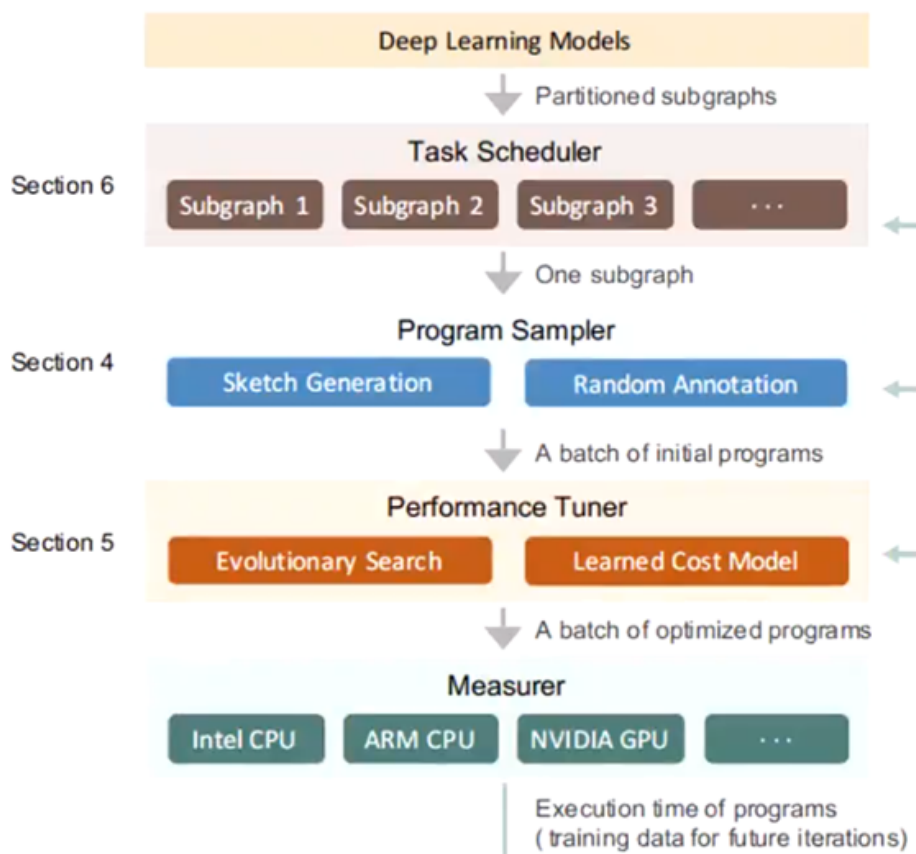 Deep Learning Models
Partitioned subgraphs
Task Scheduler
Section 6
Subgraph 1 Subgraph 2 Subgraph 3 ...
One subgraph
Program Sampler
Section 4
Sketch Generation Random Annotation
A batch of initial programs
Performance Tuner
Section 5
Evolutionary Search Learned Cost Model
A batch of optimized programs
Measurer
Intel CPU ARM CPU NVIDIA GPU ...
Execution time of programs
( training data for future iterations)